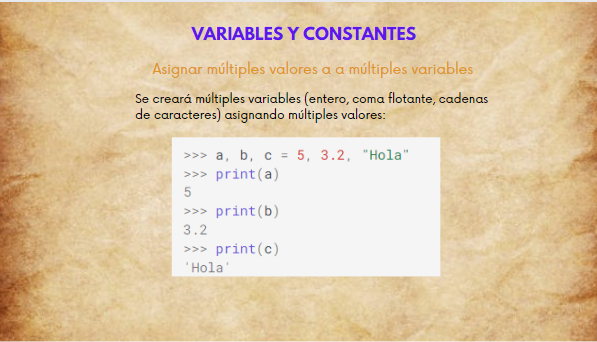 VARIABLES Y CONSTANTES
Asignar múltiples valores a a múltiples variables
Se creará múltiples variables (entero, coma flotante, cadenas
de caracteres) asignando múltiples valores:
>>> a, b, c = 5, 3.2, "Hola"
>>> print(a)
5
>>> print(b)
3.2
>>> print(c)
'Hola'